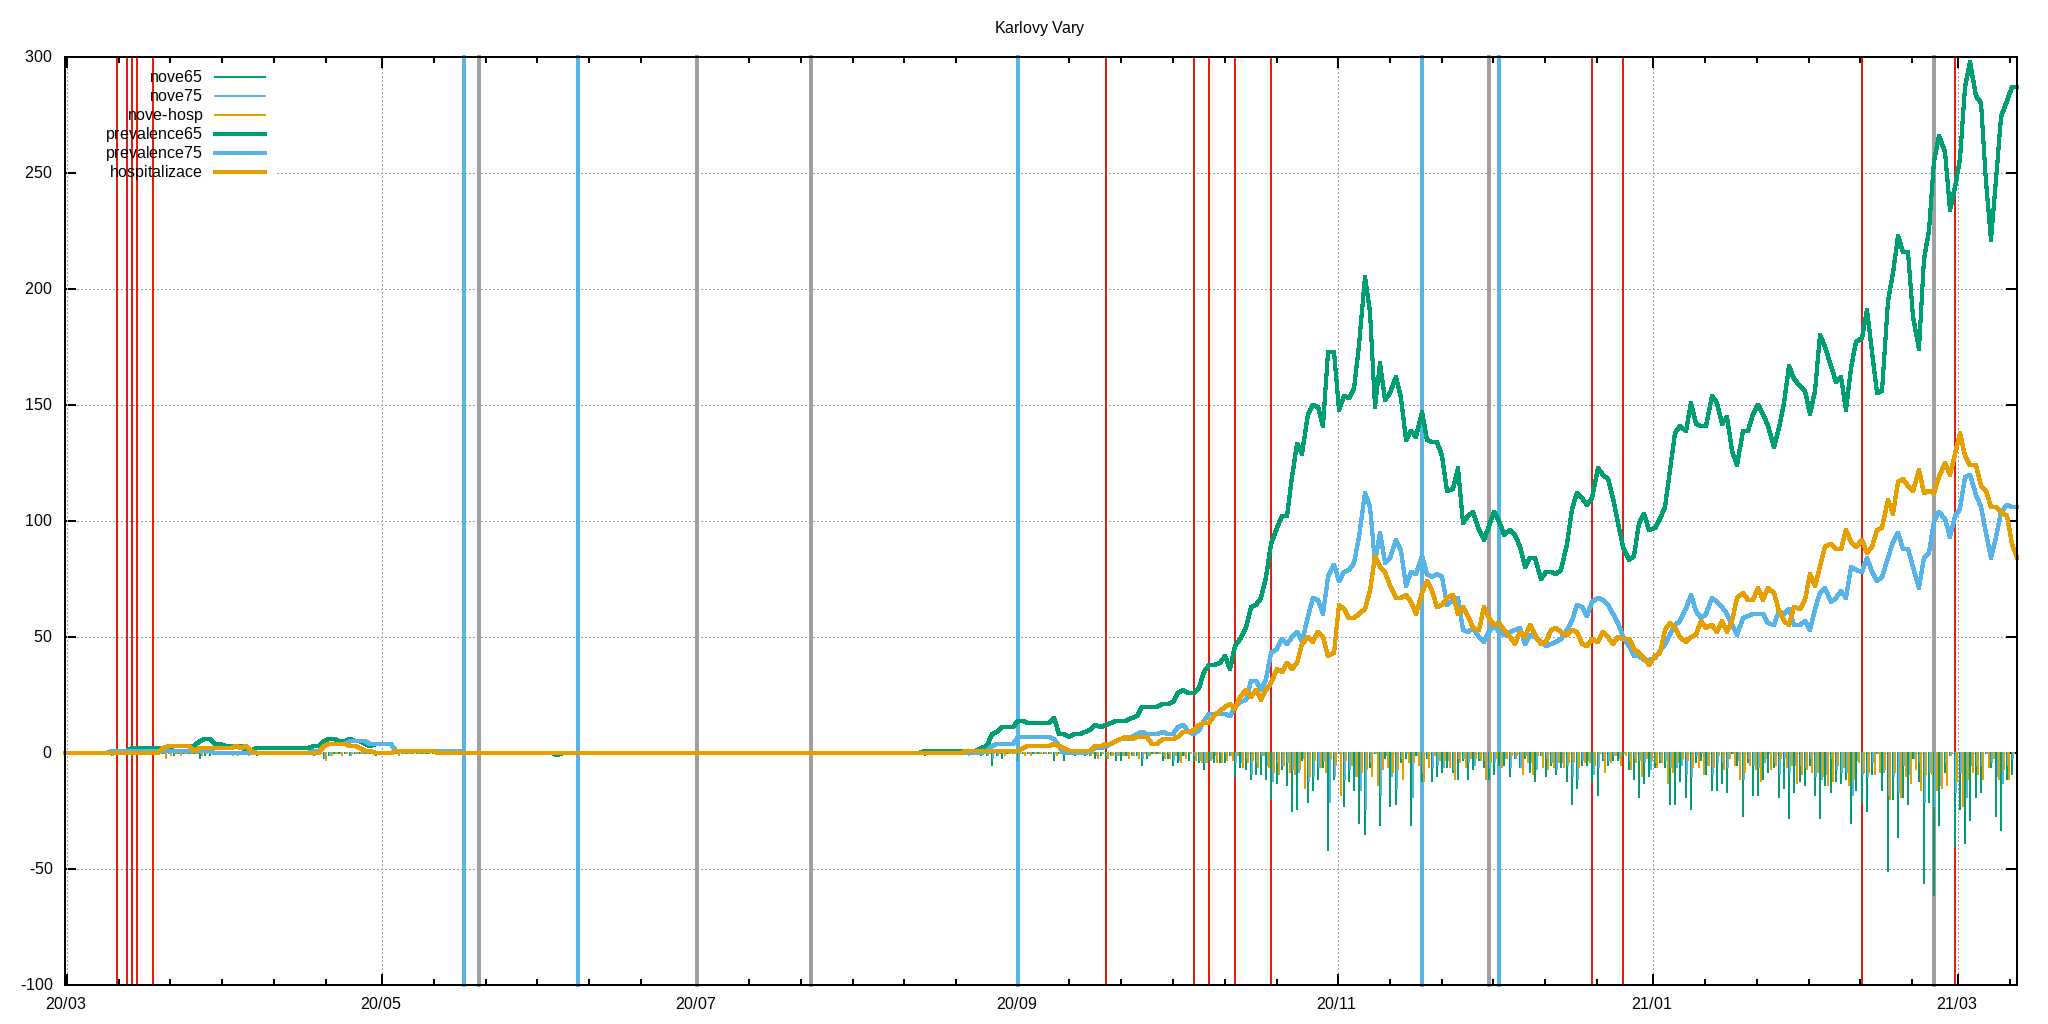 Karlovy Vary
300
250
200
150
100
50
0
-50
-100
nove65
nove75
nove-hosp
prevalence65
prevalence75
hospitalizace
20/03 20/05 20/07 20/09 20/11 21/01 21/03